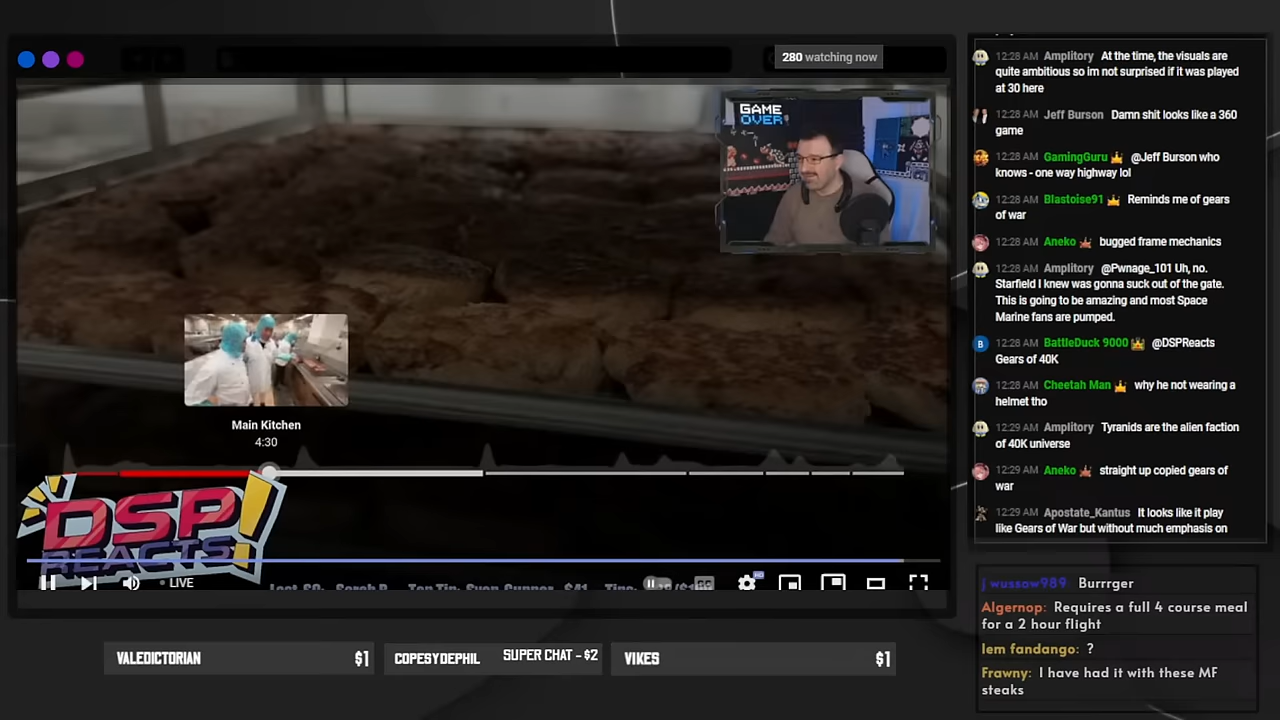 280 watching now
GAME
OVER
12:28 AM Amplitory At the time, the visuals are
quite ambitious so im not surprised if it was played
at 30 here
12:28 AM Jeff Burson Damn shit looks like a 360
game
12:28 AM GamingGuru @Jeff Burson who
knows - one way highway lol
12:28 AM Blastoise91 Reminds me of gears
of war
12:28 AM Aneko bugged frame mechanics
12:28 AM Amplitory @Pwnage_101 Uh, no.
Starfield I knew was gonna suck out of the gate.
This is going to be amazing and most Space
Marine fans are pumped.
B 12:28 AM BattleDuck 9000 @DSPReacts
Gears of 40K
12:28 AM Cheetah Man why he not wearing a
helmet tho
12:29 AM Amplitory Tyranids are the alien faction
of 40K universe
12:29 AM Aneko straight up copied gears of
war
12:29 AM Apostate_Kantus It looks like it play
like Gears of War but without much emphasis on
Main Kitchen
4:30
DSP!
REACTS
LIVE
HD
j wussow989 Burrrger
Algernop: Requires a full 4 course meal
for a 2 hour flight
lem fandango: ?
Frawny: I have had it with these MF
steaks
VALEDICTORIAN $1
COPESYDEPHIL SUPER CHAT - $2
VIKES $1